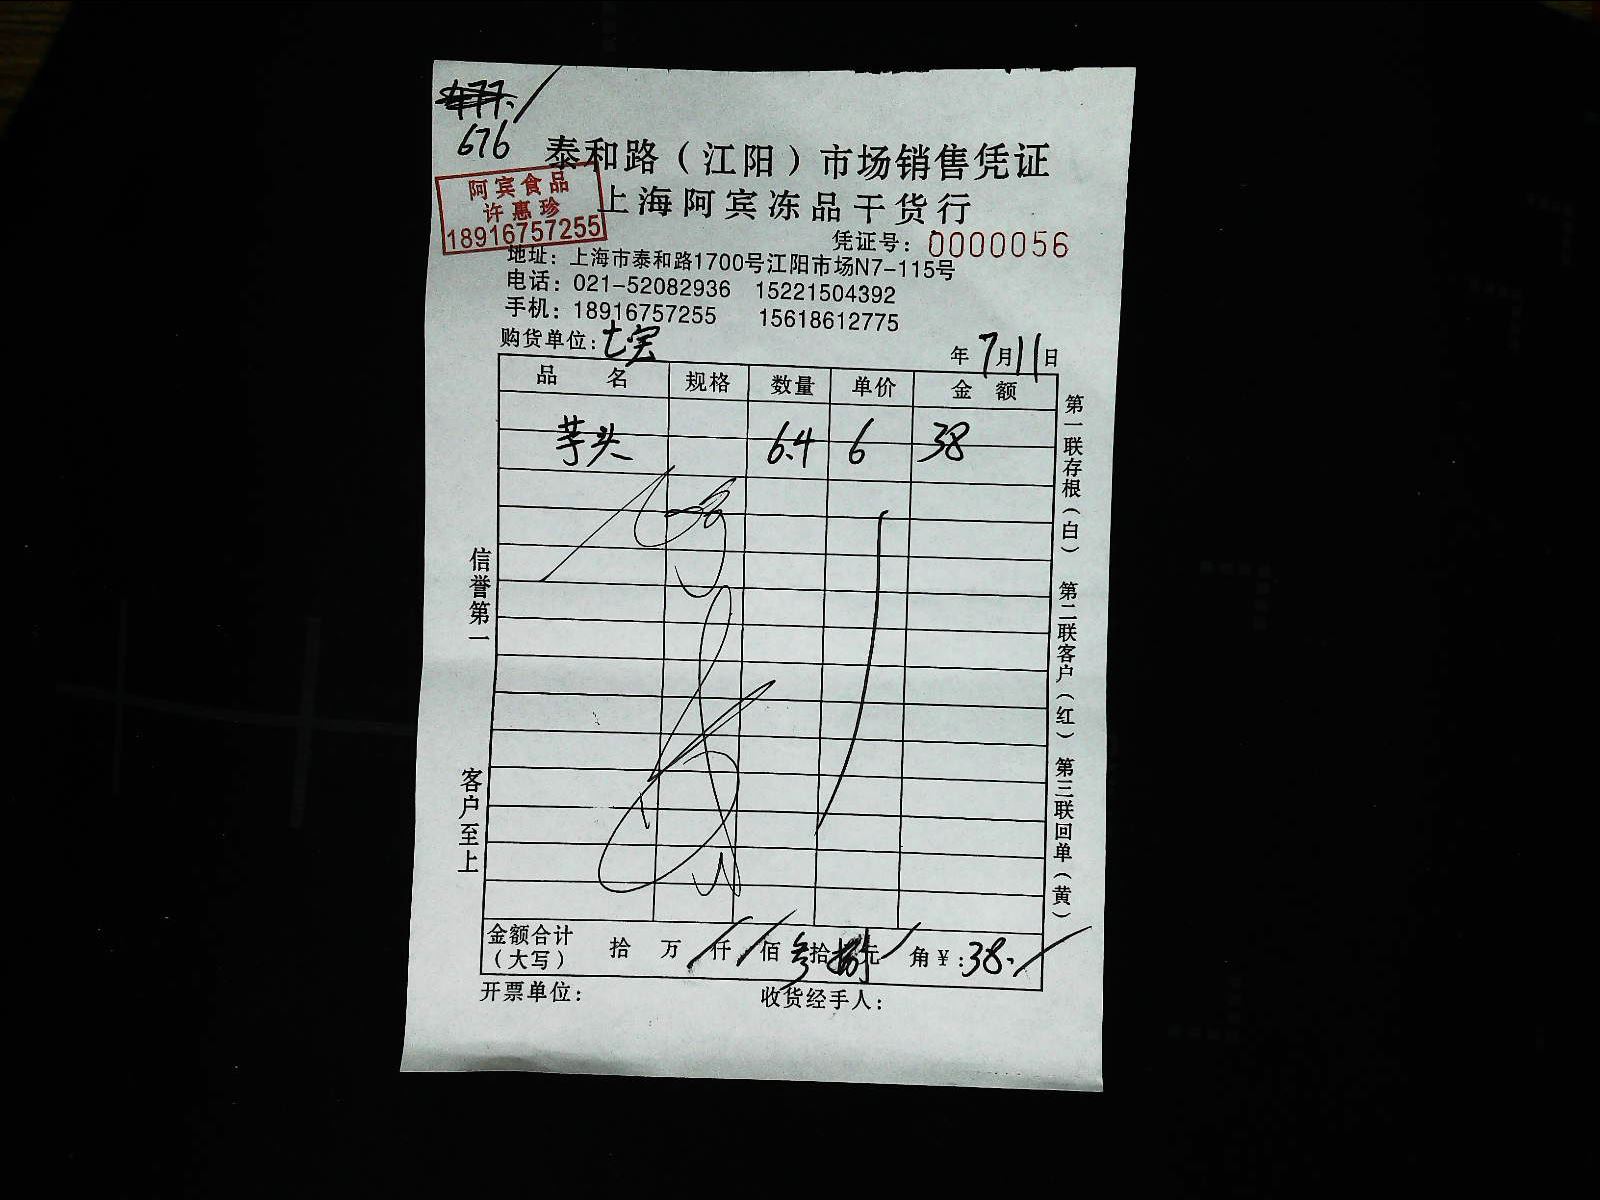 477.
676
泰和路（江阳）市场销售凭证
阿宾食品
许惠珍
18916757255
上海阿宾冻品干货行
凭证号：0000056
地址：上海市泰和路1700号江阳市场N7-115号
电话：021-52082936 15221504392
手机：18916757255 15618612775
购货单位：七宝 年7月11日
品名 规格 数量 单价 金额
芋头 6.4 6 38
信誉第一
客户至上
第一联存根（白） 第二联客户（红） 第三联回单（黄）
金额合计（大写） 拾 万 仟 佰 叁拾捌元 角 ￥：38.
开票单位： 收货经手人：